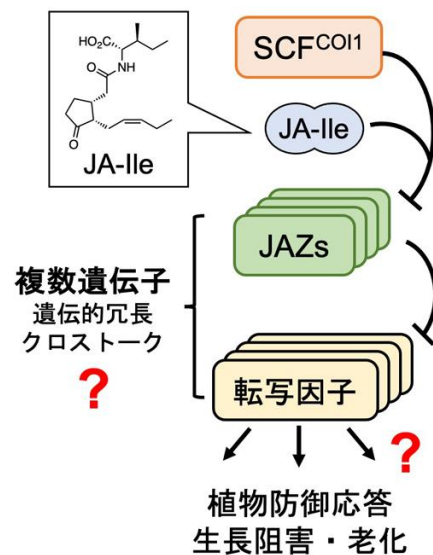 SCF^COI1
HO₂C
NH
O
O
JA-Ile
JA-Ile
JAZs
複数遺伝子
遺伝的冗長
クロストーク
?
転写因子
?
植物防御応答
生長阻害・老化